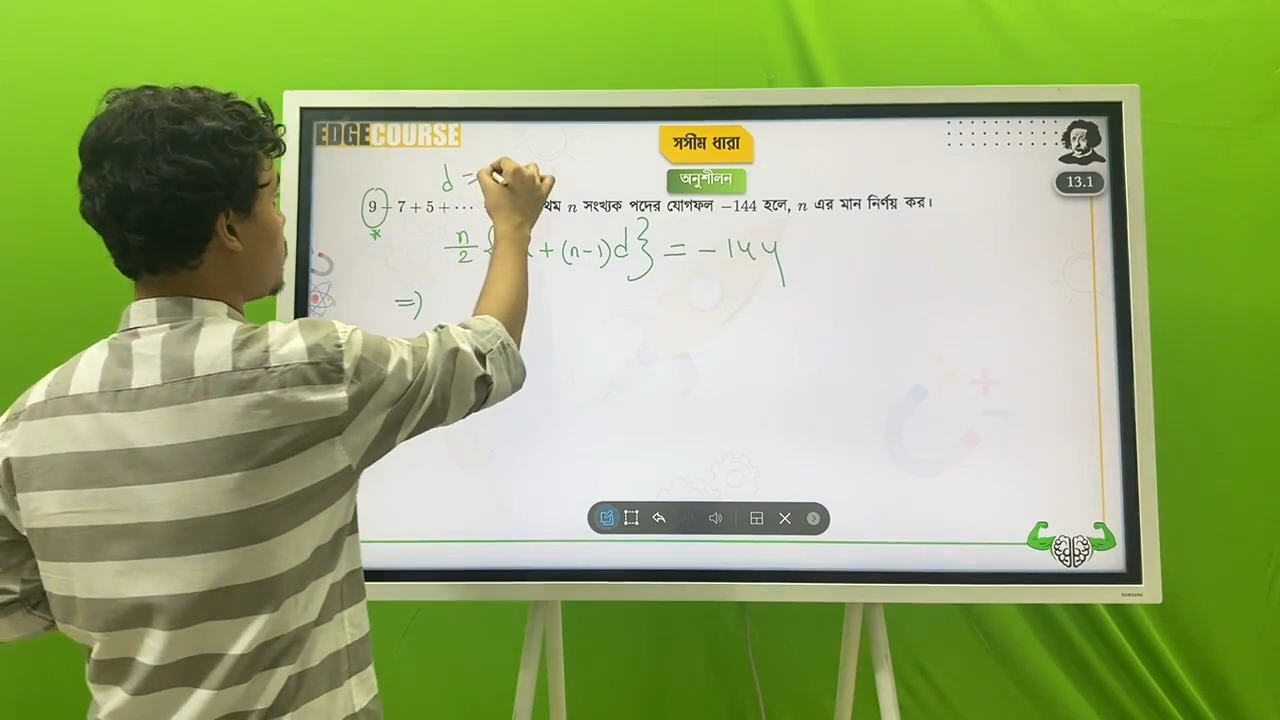 EDGECOURSE
সসীম ধারা
অনুশীলন
13.1
d =
9 + 7 + 5 + ⋯ n সংখ্যক পদের যোগফল −144 হলে, n এর মান নির্ণয় কর।
*
n/2 { + (n-1)d} = - 144
=>
SAMSUNG